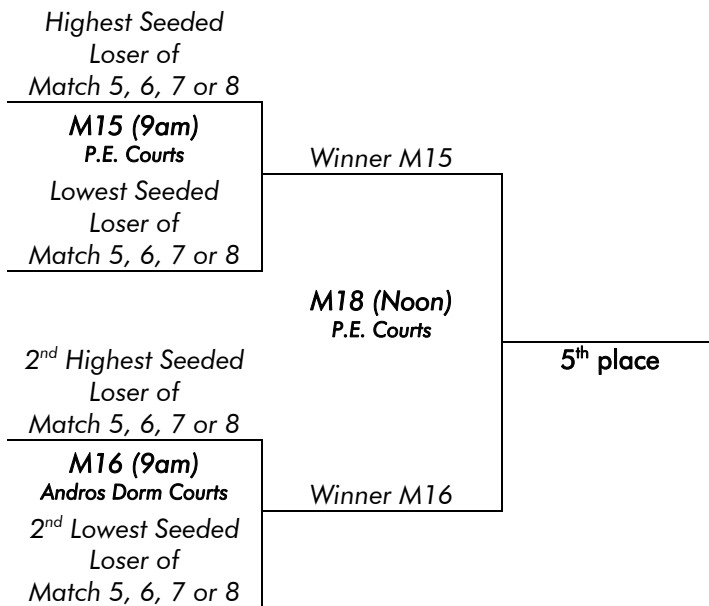 Highest Seeded
Loser of
Match 5, 6, 7 or 8
M15 (9am)
P.E. Courts
Winner M15
Lowest Seeded
Loser of
Match 5, 6, 7 or 8
M18 (Noon)
P.E. Courts
2nd Highest Seeded
Loser of
Match 5, 6, 7 or 8
5th place
M16 (9am)
Andros Dorm Courts
Winner M16
2nd Lowest Seeded
Loser of
Match 5, 6, 7 or 8